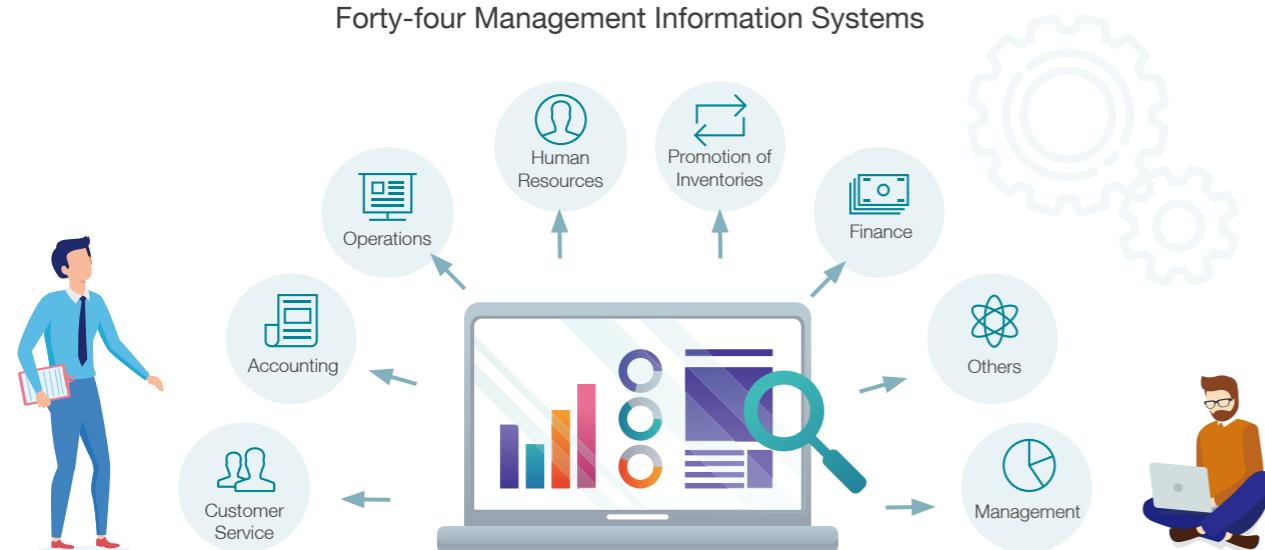 Forty-four Management Information Systems
Human
Resources
Promotion of
Inventories
Operations
Finance
Accounting
Others
Customer
Service
Management